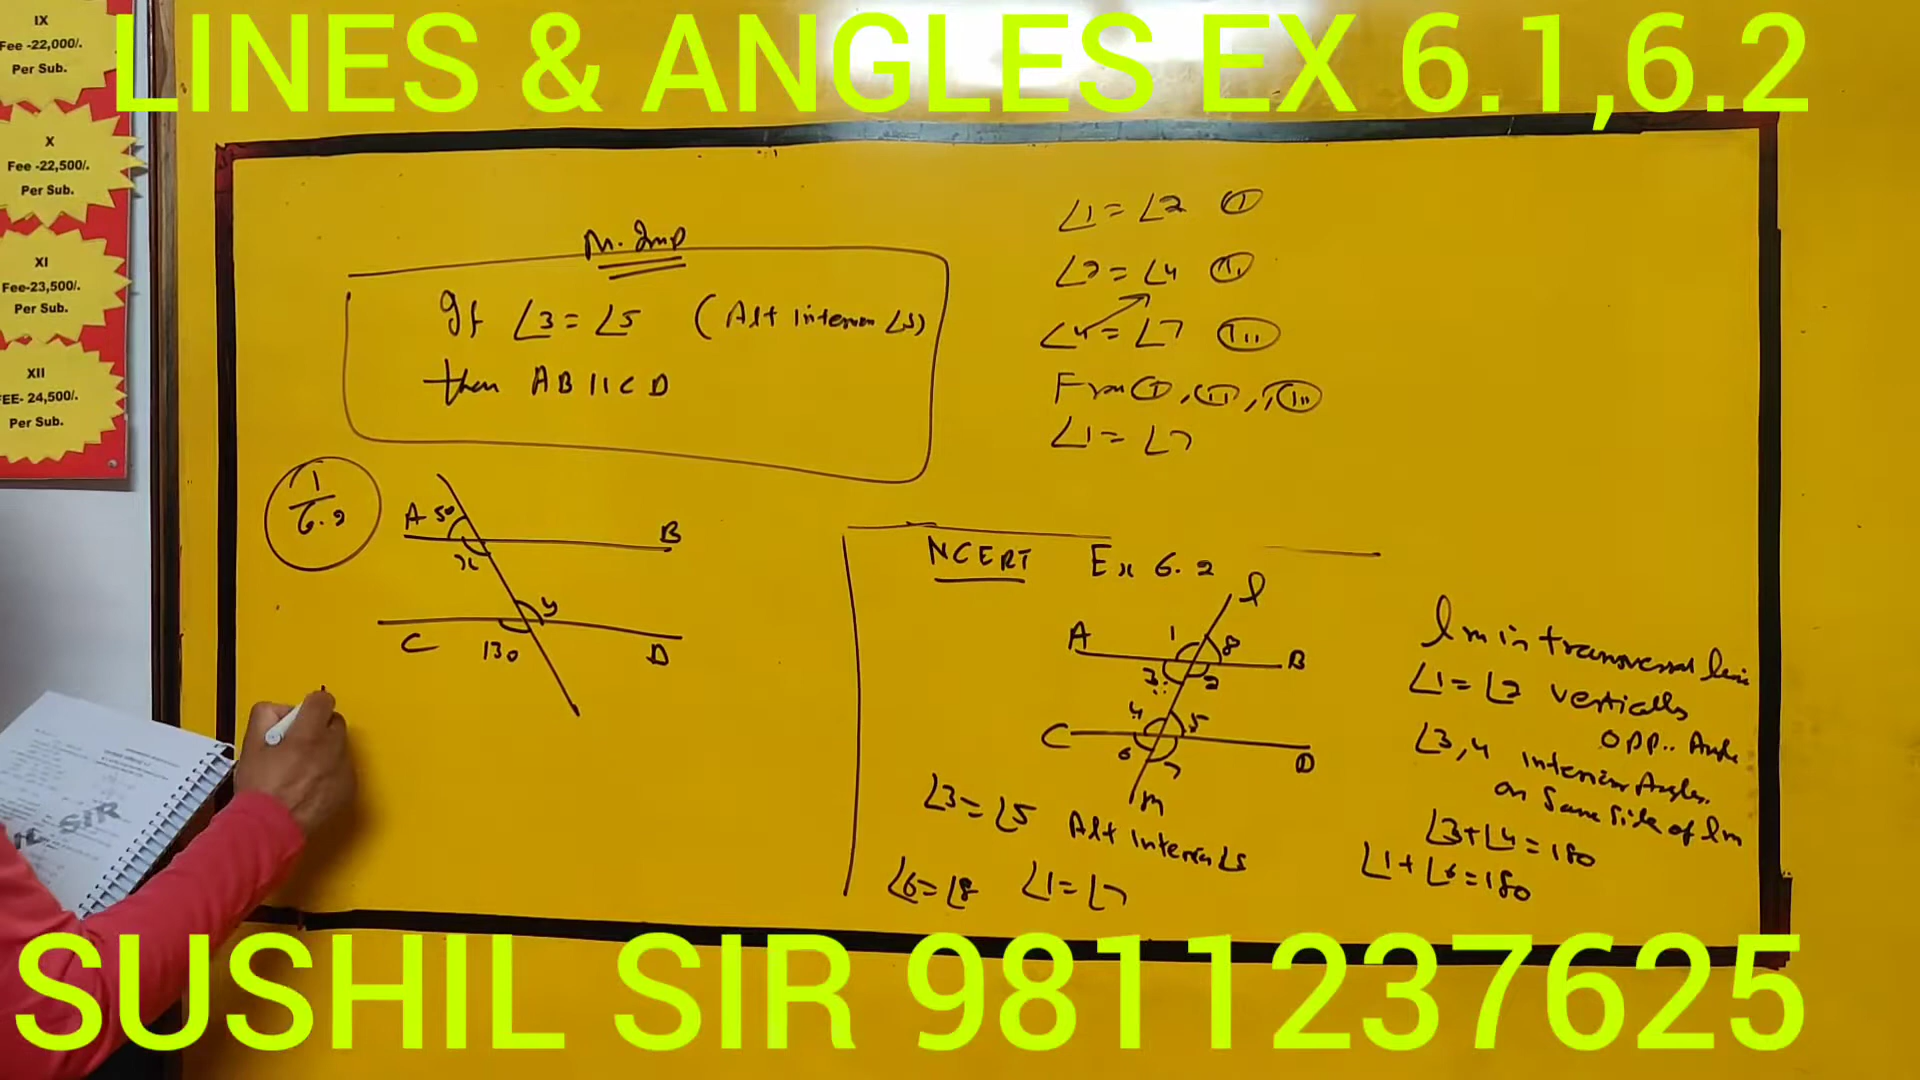 LINES & ANGLES EX 6.1,6.2
IX
Fee -22,000/.
Per Sub.
X
Fee -22,500/.
Per Sub.
XI
Fee-23,500/.
Per Sub.
XII
FEE- 24,500/.
Per Sub.
M. Imp
If ∠3 = ∠5 (Alt Interior ∠s)
then AB || CD
∠1 = ∠2 (I)
∠2 = ∠4 (II)
∠4 = ∠7 (III)
From (I), (II), (III)
∠1 = ∠7
1/6.2
A 50 B
x
y
C 130 D
NCERT Ex 6.2
l
A 1 8 B
3 2
4 5
C 6 7 D
m
∠3 = ∠5 Alt Interior ∠s
∠6 = ∠8 ∠1 = ∠7
lm is transversal line
∠1 = ∠2 vertically
opp.. Angle
∠3,4 interior Angles.
on Same Side of lm
∠3+∠4 = 180
∠1+∠6 = 180
SIR
SUSHIL SIR 9811237625